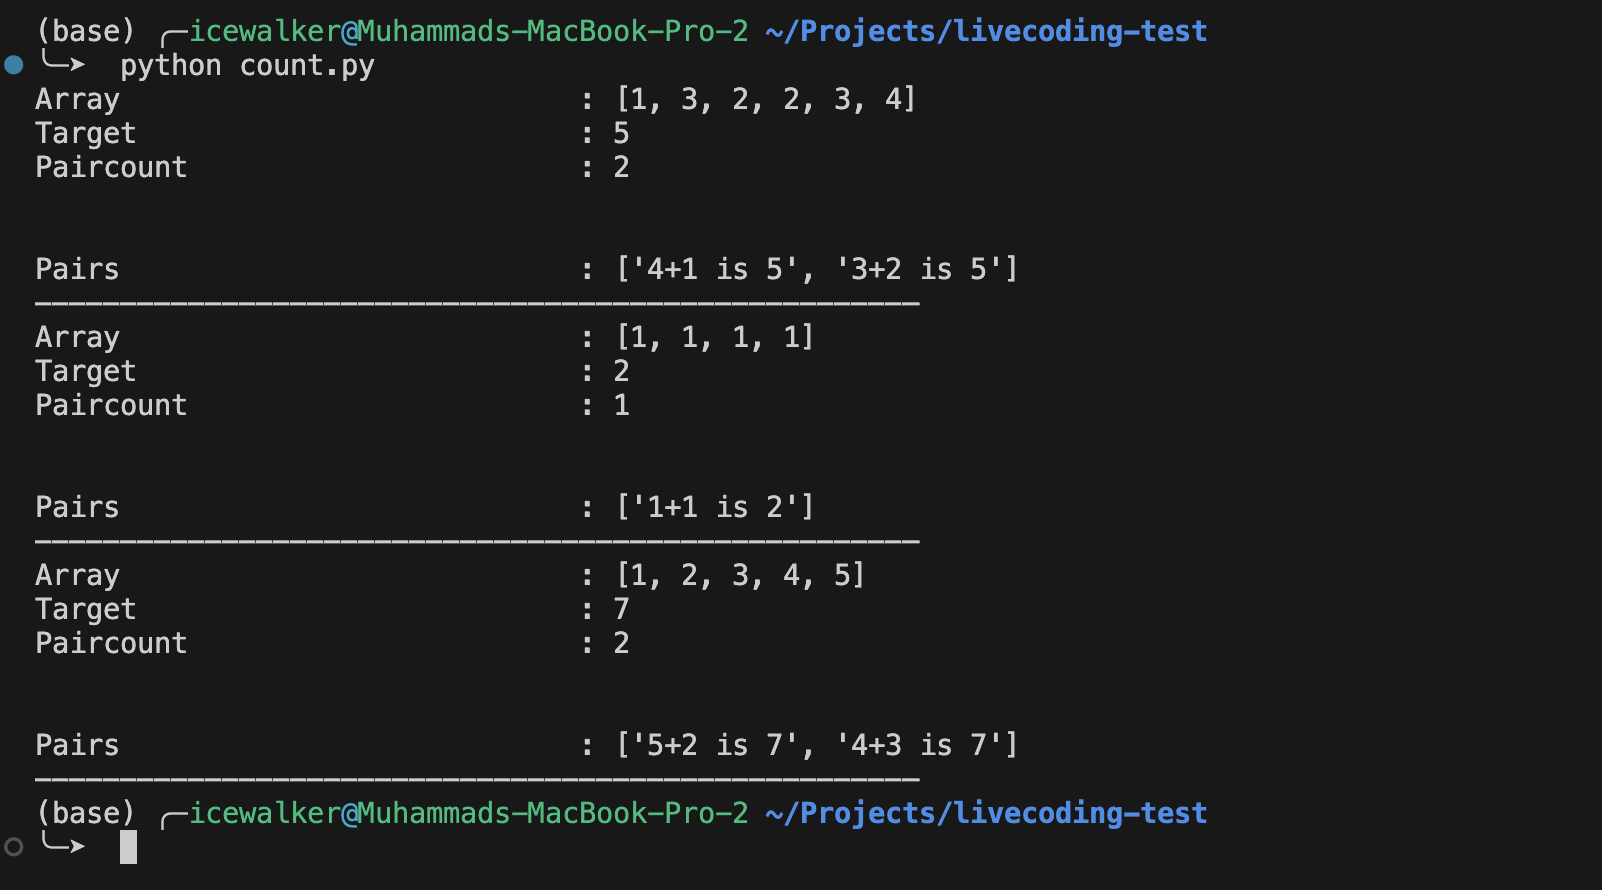 (base) ╭─icewalker@Muhammads-MacBook-Pro-2 ~/Projects/livecoding-test
╰─➤  python count.py
Array                           : [1, 3, 2, 2, 3, 4]
Target                          : 5
Paircount                       : 2
Pairs                           : ['4+1 is 5', '3+2 is 5']
----------------------------------------------------
Array                           : [1, 1, 1, 1]
Target                          : 2
Paircount                       : 1
Pairs                           : ['1+1 is 2']
----------------------------------------------------
Array                           : [1, 2, 3, 4, 5]
Target                          : 7
Paircount                       : 2
Pairs                           : ['5+2 is 7', '4+3 is 7']
----------------------------------------------------
(base) ╭─icewalker@Muhammads-MacBook-Pro-2 ~/Projects/livecoding-test
╰─➤